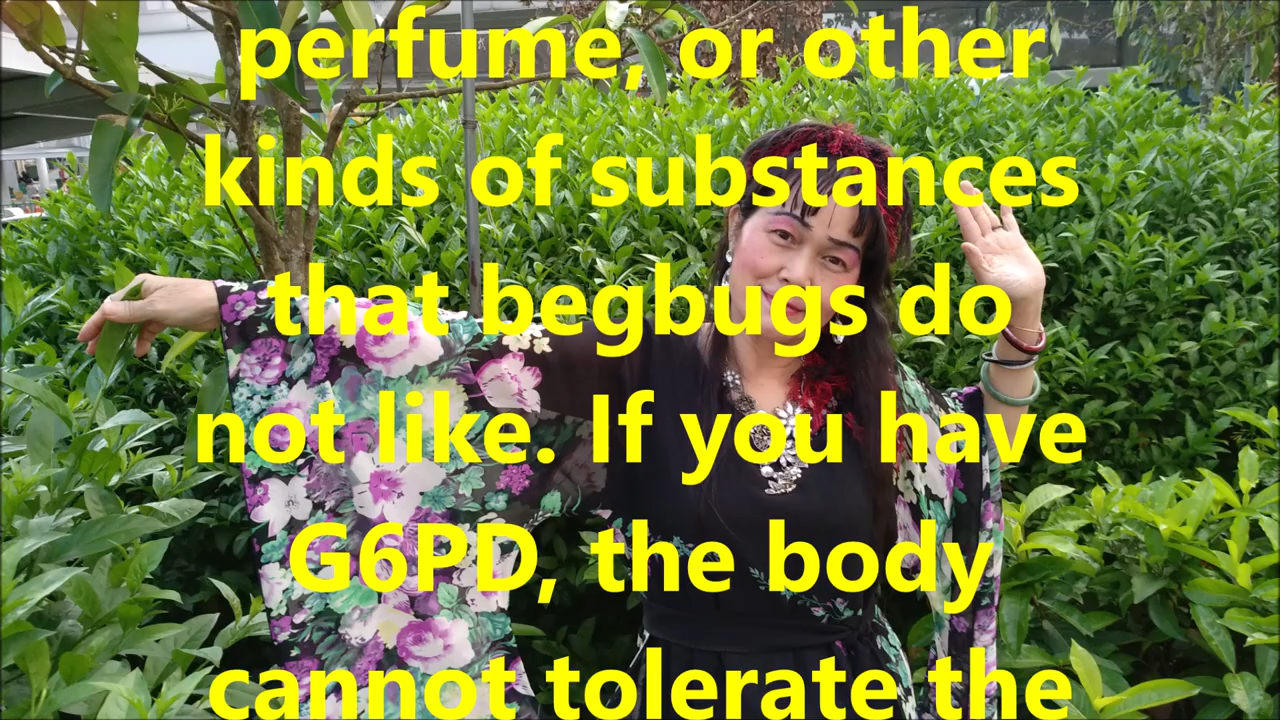 perfume, or other
kinds of substances
that begbugs do
not like. If you have
G6PD, the body
cannot tolerate the